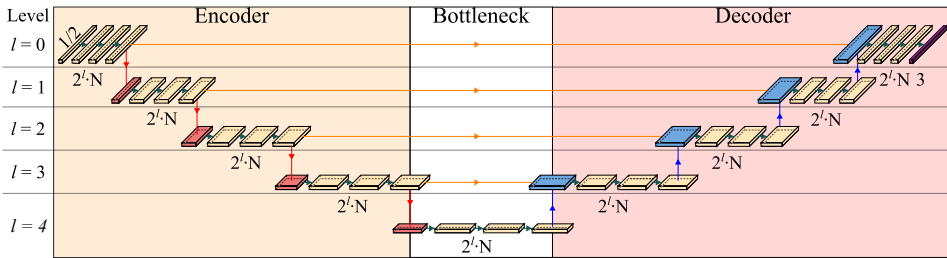 Level Encoder Bottleneck Decoder
l = 0 1/2 2^l·N 2^l·N 3
l = 1 2^l·N 2^l·N
l = 2 2^l·N 2^l·N
l = 3 2^l·N 2^l·N
l = 4 2^l·N